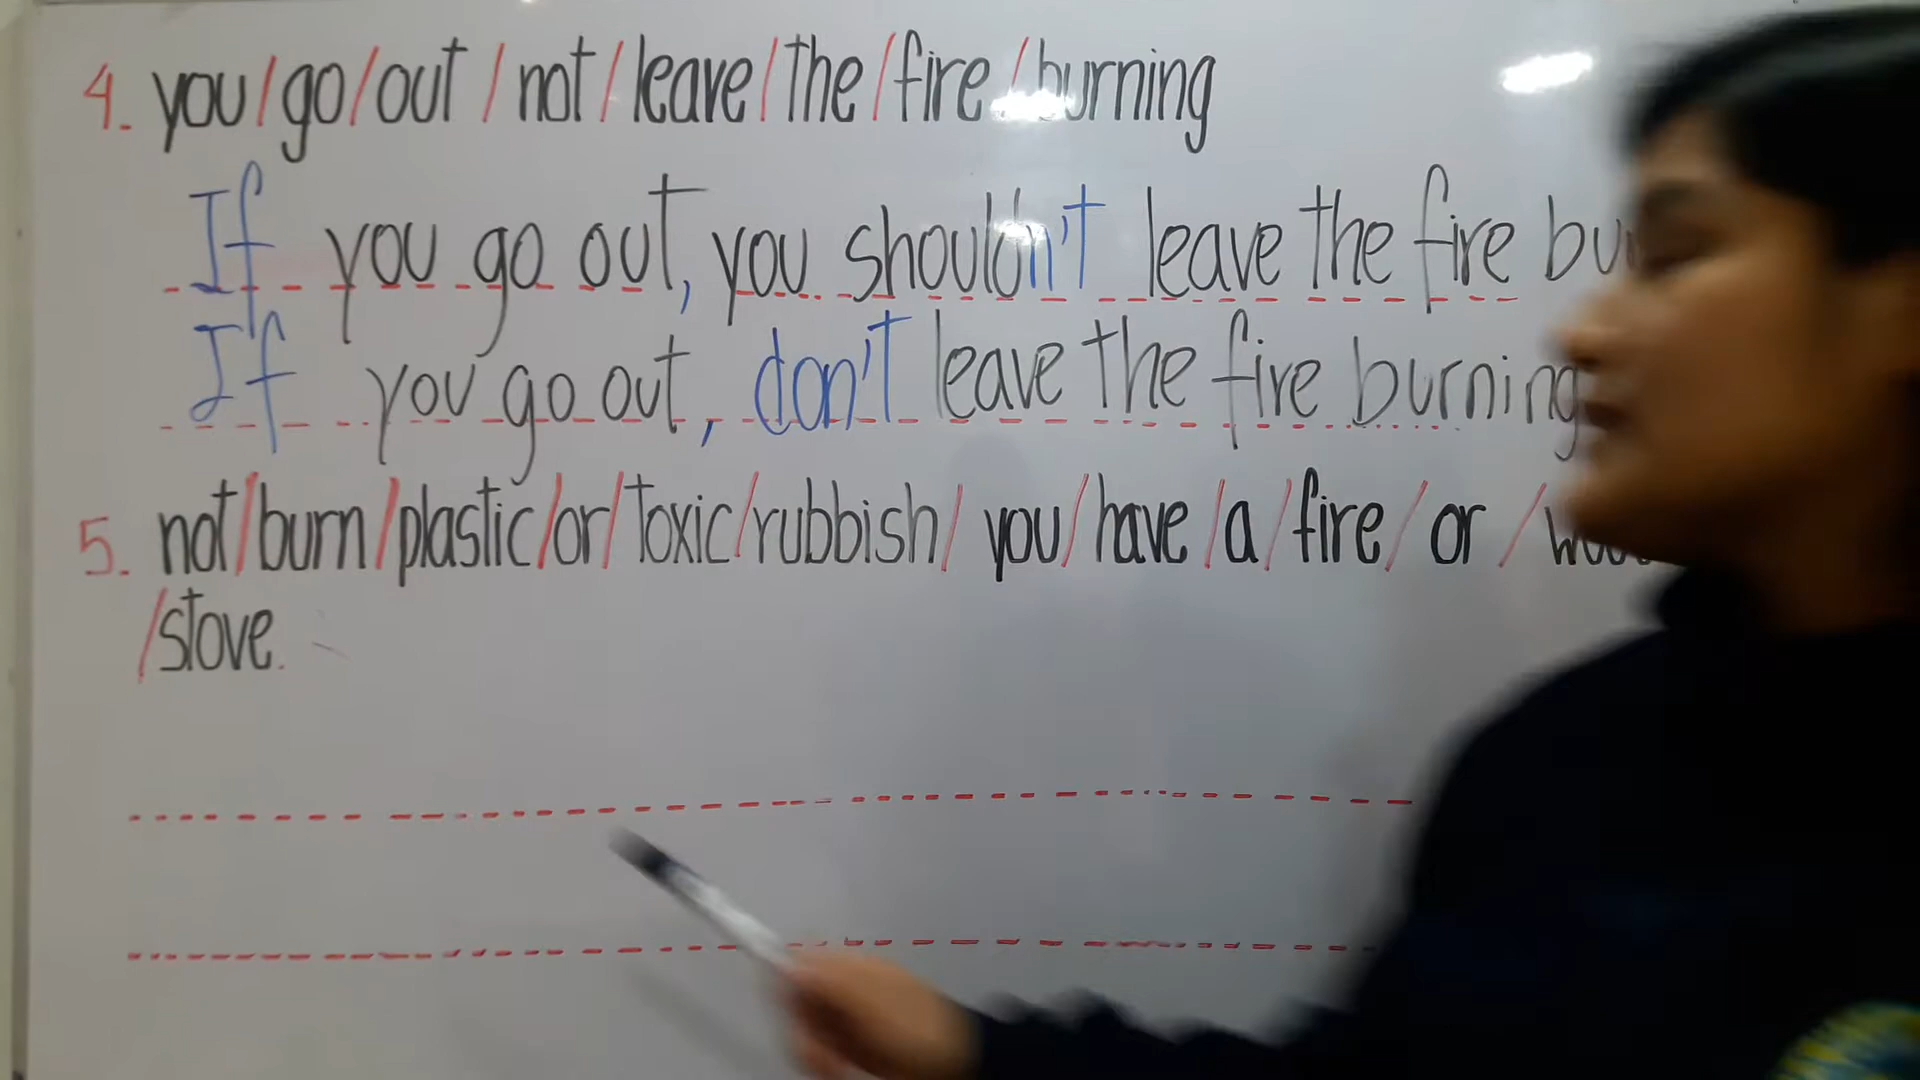 4. you/go/out/not/leave/the/fire/burning
If you go out, you shouldn't leave the fire
If you go out, don't leave the fire burning
5. not/burn/plastic/or/toxic/rubbish/you/have/a/fire/or/
/stove.